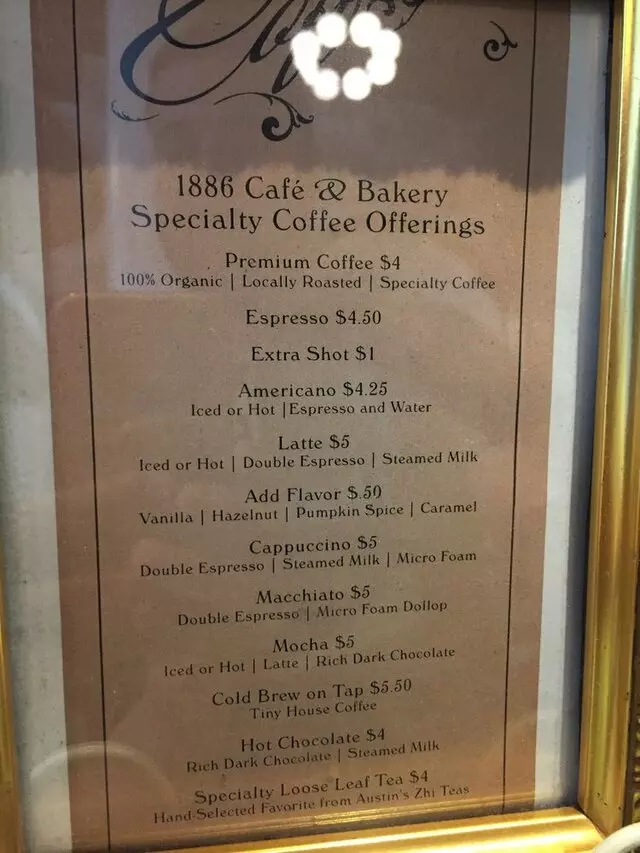 1886 Café & Bakery
Specialty Coffee Offerings
Premium Coffee $4
100% Organic | Locally Roasted | Specialty Coffee
Espresso $4.50
Extra Shot $1
Americano $4.25
Iced or Hot | Espresso and Water
Latte $5
Iced or Hot | Double Espresso | Steamed Milk
Add Flavor $.50
Vanilla | Hazelnut | Pumpkin Spice | Caramel
Cappuccino $5
Double Espresso | Steamed Milk | Micro Foam
Macchiato $5
Double Espresso | Micro Foam Dollop
Mocha $5
Iced or Hot | Latte | Rich Dark Chocolate
Cold Brew on Tap $5.50
Tiny House Coffee
Hot Chocolate $4
Rich Dark Chocolate | Steamed Milk
Specialty Loose Leaf Tea $4
Hand-Selected Favorite from Austin's Zhi Teas